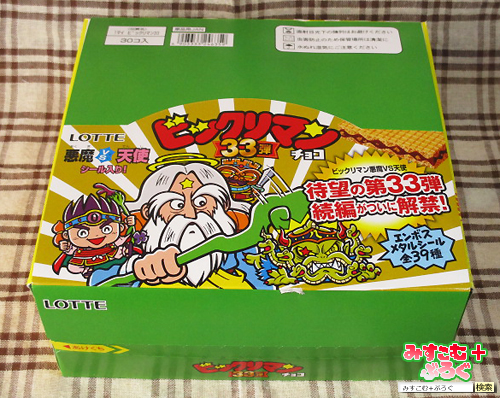 30コ入
LOTTE
ビックリマン
33弾
チョコ
悪魔VS天使
シール入り!
ビックリマン悪魔VS天使
待望の第33弾
続編がついに解禁!
エンボス
メタルシール
全39種
LOTTE
みすこむ+
ぶろぐ
みすこむ+ぶろぐ 検索